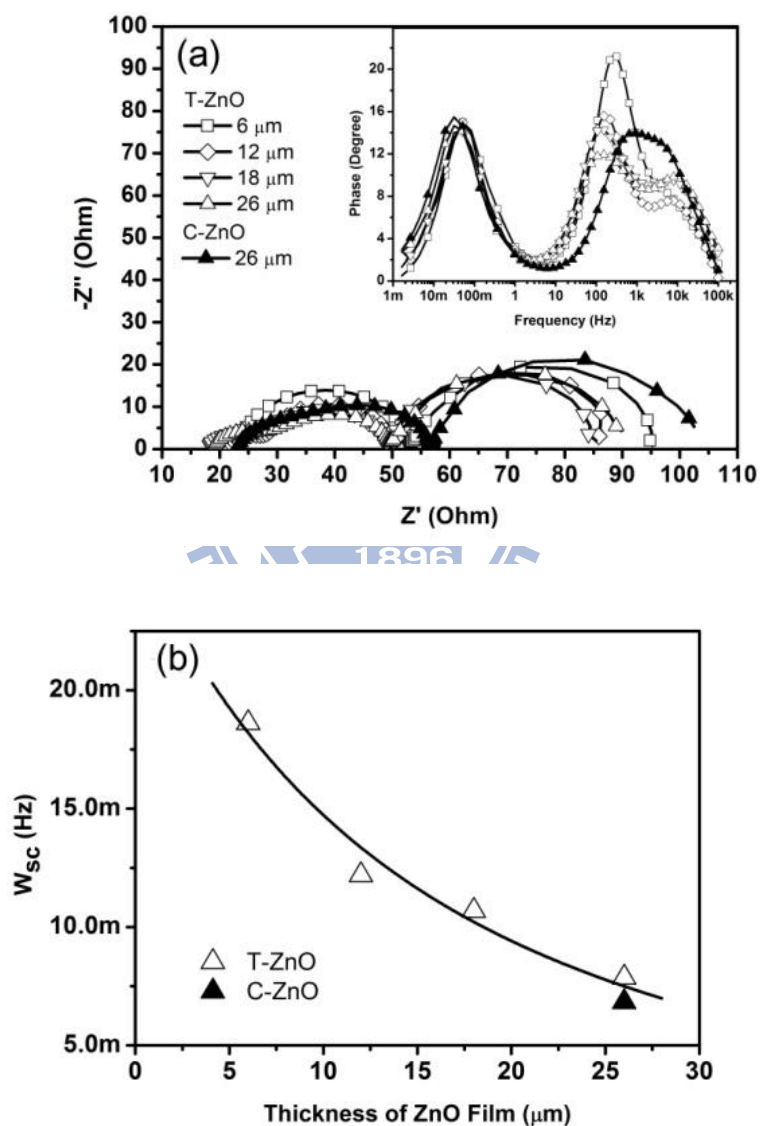 (a)
100
90
80
70
60
50
40
30
20
10
0
-Z'' (Ohm)
10 20 30 40 50 60 70 80 90 100 110
Z' (Ohm)
T-ZnO
6 μm
12 μm
18 μm
26 μm
C-ZnO
26 μm
20
16
12
8
4
0
Phase (Degree)
1m 10m 100m 1 10 100 1k 10k 100k
Frequency (Hz)
1896
(b)
20.0m
15.0m
10.0m
5.0m
Wsc (Hz)
T-ZnO
C-ZnO
0 5 10 15 20 25 30
Thickness of ZnO Film (μm)